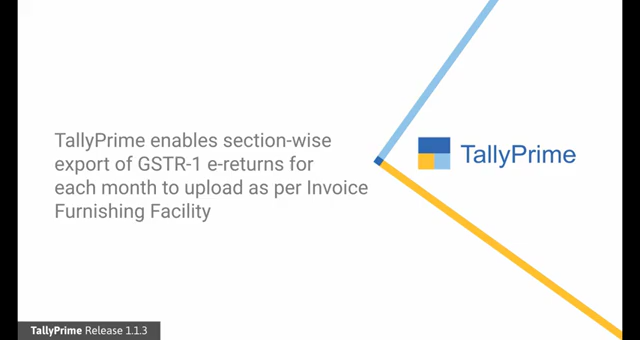 TallyPrime enables section-wise
export of GSTR-1 e-returns for
each month to upload as per Invoice
Furnishing Facility
TallyPrime
TallyPrime Release 1.1.3